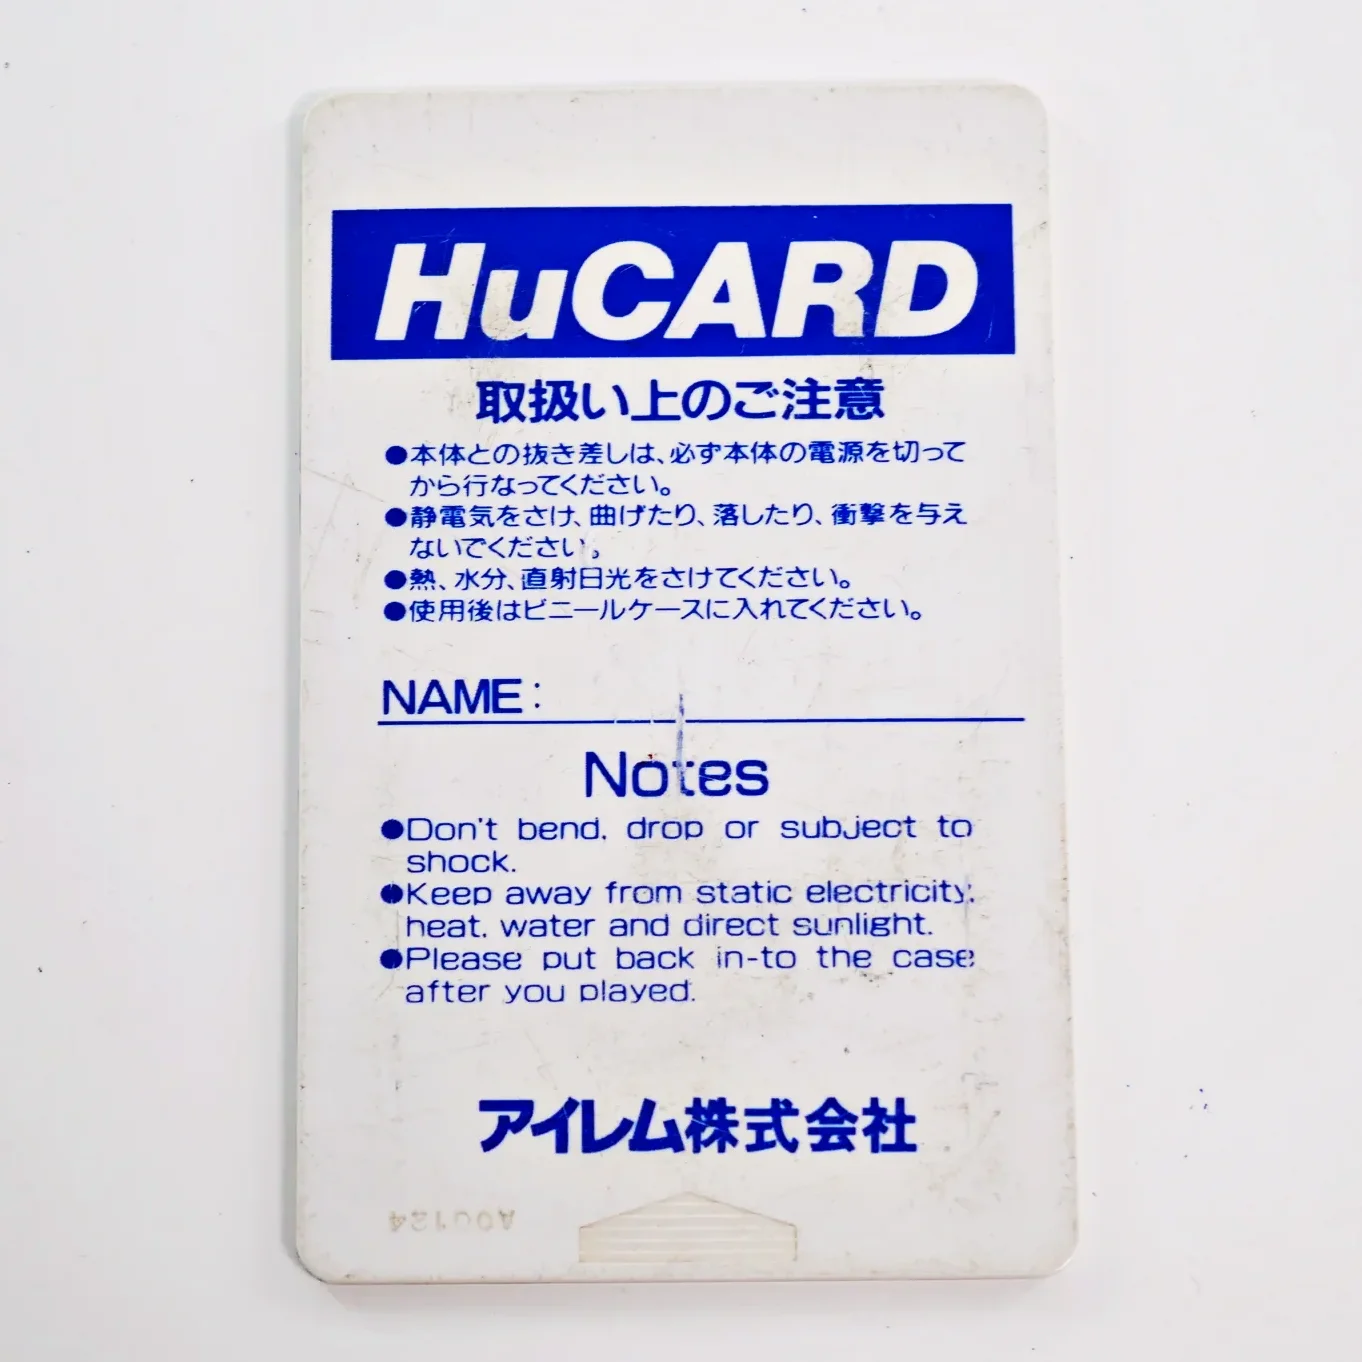 HuCARD
取扱い上のご注意
●本体との抜き差しは、必ず本体の電源を切って
から行なってください。
●静電気をさけ、曲げたり、落したり、衝撃を与え
ないでください。
●熱、水分、直射日光をさけてください。
●使用後はビニールケースに入れてください。
NAME:
Notes
●Don't bend, drop or subject to
shock.
●Keep away from static electricity,
heat, water and direct sunlight.
●Please put back in-to the case
after you played.
アイレム株式会社